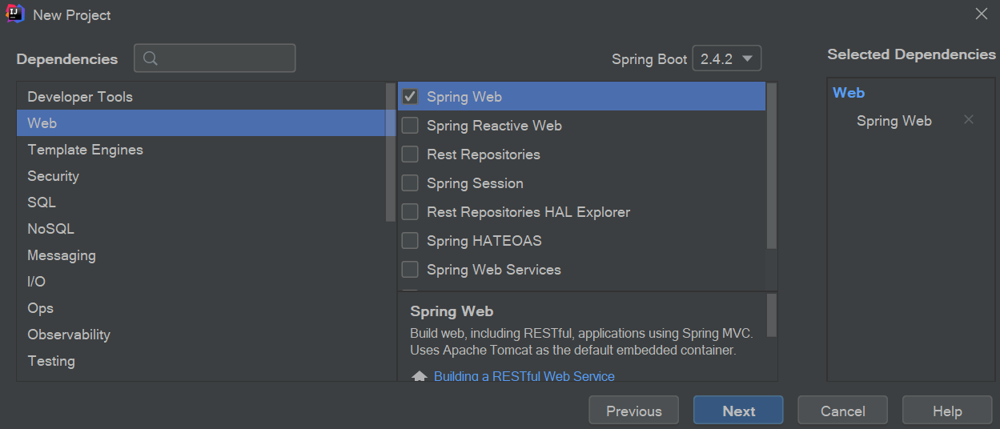 New Project
Dependencies
Spring Boot 2.4.2
Selected Dependencies
Developer Tools
Web
Template Engines
Security
SQL
NoSQL
Messaging
I/O
Ops
Observability
Testing
Spring Web
Spring Reactive Web
Rest Repositories
Spring Session
Rest Repositories HAL Explorer
Spring HATEOAS
Spring Web Services
Spring Web
Build web, including RESTful, applications using Spring MVC.
Uses Apache Tomcat as the default embedded container.
Building a RESTful Web Service
Web
Spring Web
Previous
Next
Cancel
Help